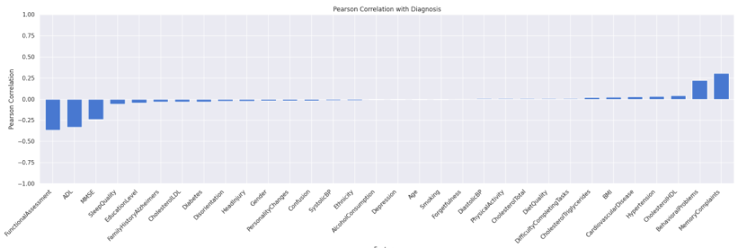 Pearson Correlation with Diagnosis
Pearson Correlation
1.00
0.75
0.50
0.25
0.00
−0.25
−0.50
−0.75
−1.00
FunctionalAssessment
ADL
MMSE
SleepQuality
EducationLevel
FamilyHistoryAlzheimers
CholesterolLDL
Diabetes
Disorientation
HeadInjury
Gender
PersonalityChanges
Confusion
SystolicBP
Ethnicity
AlcoholConsumption
Depression
Age
Smoking
Forgetfulness
DiastolicBP
PhysicalActivity
CholesterolTotal
DietQuality
DifficultyCompletingTasks
CholesterolTriglycerides
BMI
CardiovascularDisease
Hypertension
CholesterolHDL
BehavioralProblems
MemoryComplaints